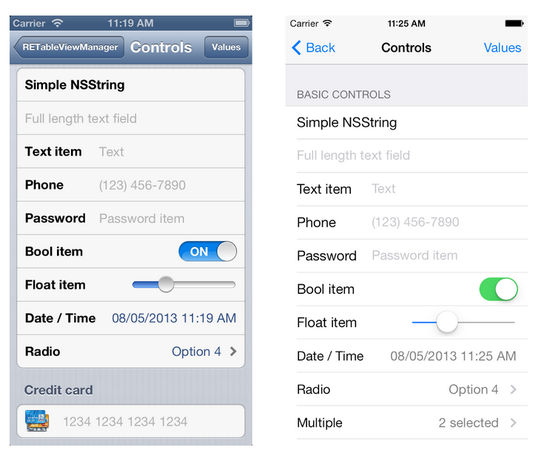 Carrier 11:19 AM
RETableViewManager Controls Values
Simple NSString
Full length text field
Text item Text
Phone (123) 456-7890
Password Password item
Bool item ON
Float item
Date / Time 08/05/2013 11:19 AM
Radio Option 4
Credit card
1234 1234 1234 1234
Carrier 11:25 AM
Back Controls Values
BASIC CONTROLS
Simple NSString
Full length text field
Text item Text
Phone (123) 456-7890
Password Password item
Bool item
Float item
Date / Time 08/05/2013 11:25 AM
Radio Option 4
Multiple 2 selected